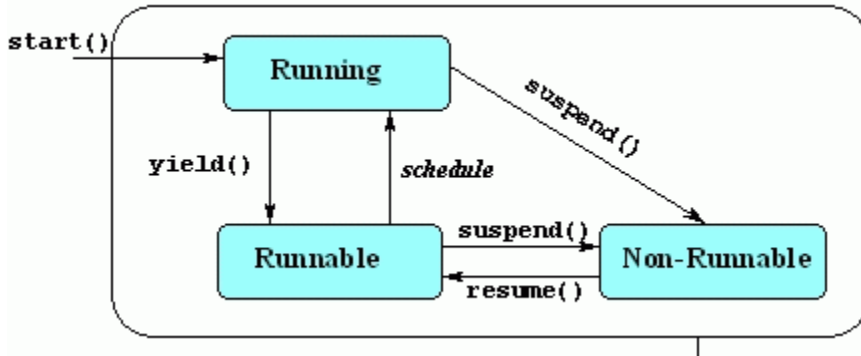 start()
Running
suspend()
yield()
schedule
Runnable
suspend()
Non-Runnable
resume()